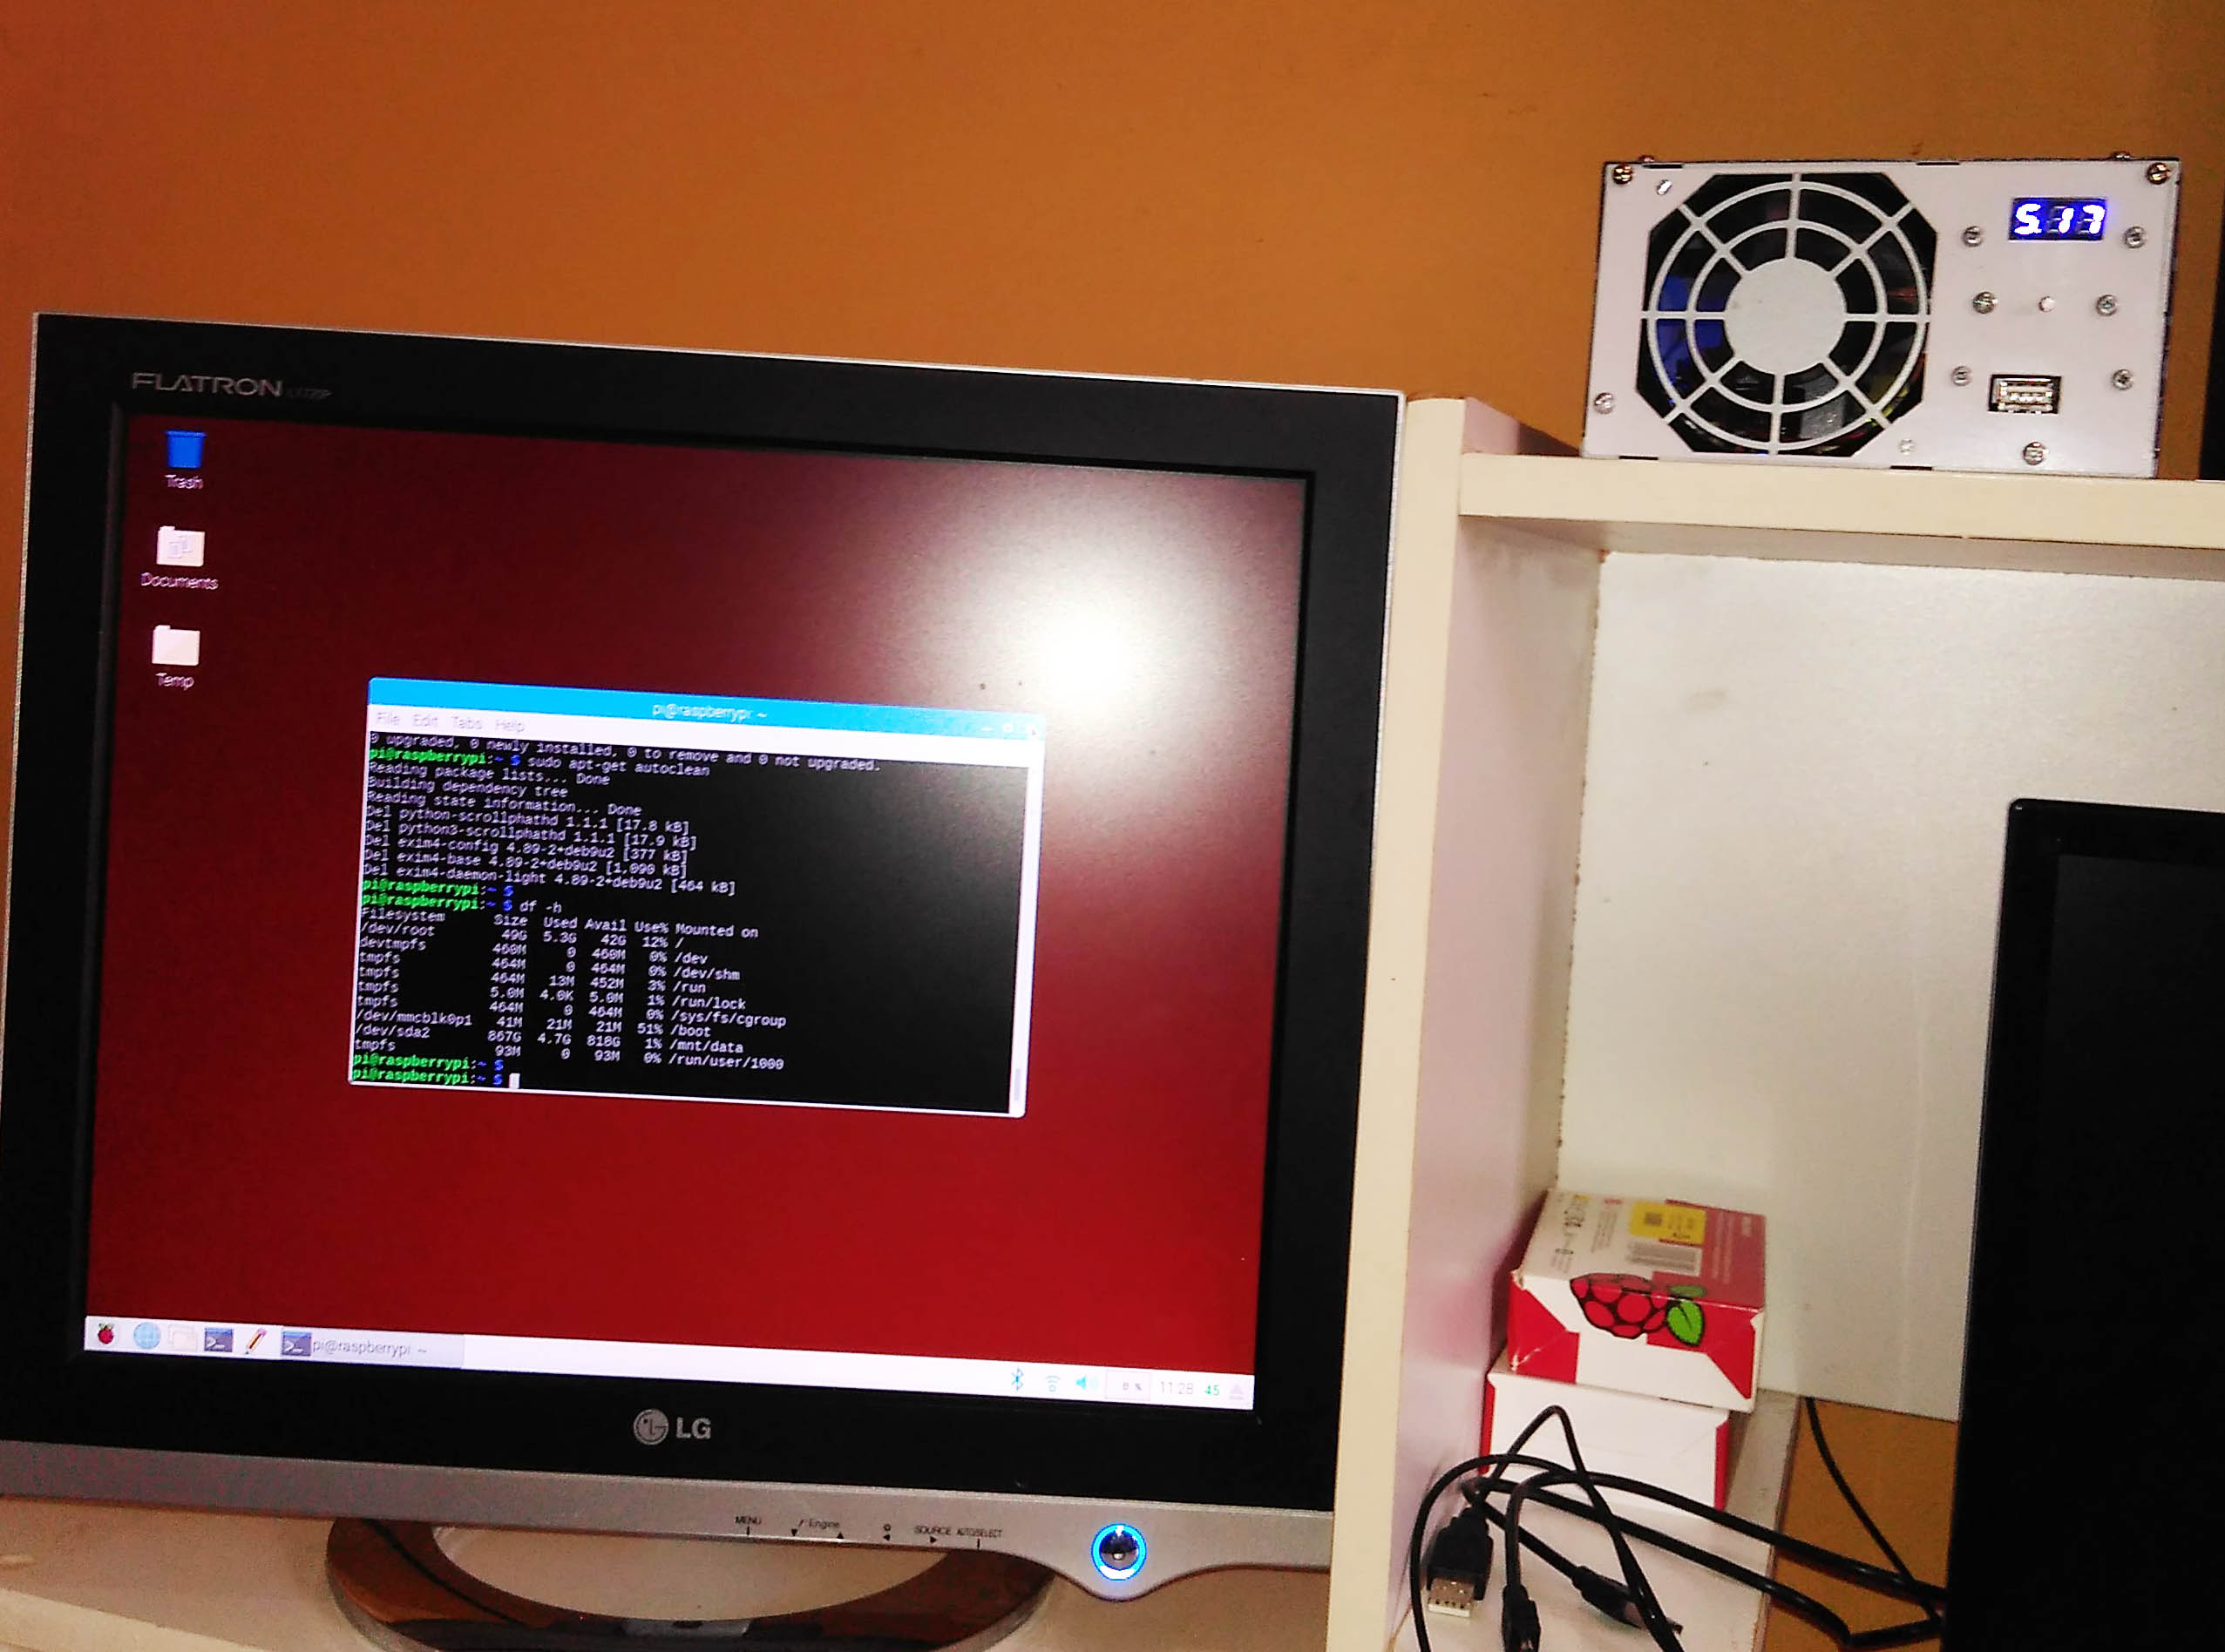 5.17
FLATRON
Trash
Documents
Temp
pi@raspberrypi: ~
File Edit Tabs Help
0 upgraded, 0 newly installed, 0 to remove and 0 not upgraded.
pi@raspberrypi:~ $ sudo apt-get autoclean
Reading package lists... Done
Building dependency tree
Reading state information... Done
Del python-scrollphathd 1.1.1 [17.8 kB]
Del python3-scrollphathd 1.1.1 [17.9 kB]
Del exim4-config 4.89-2+deb9u2 [377 kB]
Del exim4-base 4.89-2+deb9u2 [1,090 kB]
Del exim4-daemon-light 4.89-2+deb9u2 [464 kB]
pi@raspberrypi:~ $
pi@raspberrypi:~ $ df -h
Filesystem Size Used Avail Use% Mounted on
/dev/root 49G 5.3G 42G 12% /
devtmpfs 460M 0 460M 0% /dev
tmpfs 464M 0 464M 0% /dev/shm
tmpfs 464M 13M 452M 3% /run
tmpfs 5.0M 4.0K 5.0M 1% /run/lock
tmpfs 464M 0 464M 0% /sys/fs/cgroup
/dev/mmcblk0p1 41M 21M 21M 51% /boot
/dev/sda2 867G 4.7G 818G 1% /mnt/data
tmpfs 93M 0 93M 0% /run/user/1000
pi@raspberrypi:~ $
pi@raspberrypi:~ $
pi@raspberrypi: ~
0 % 11:28 45
LG
MENU Engine SOURCE AUTO/SELECT